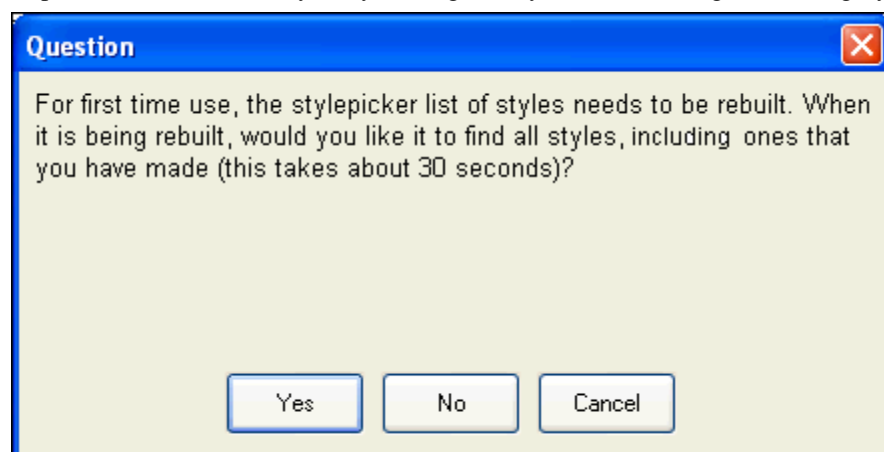 Question
For first time use, the stylepicker list of styles needs to be rebuilt. When
it is being rebuilt, would you like it to find all styles, including ones that
you have made (this takes about 30 seconds)?
Yes No Cancel